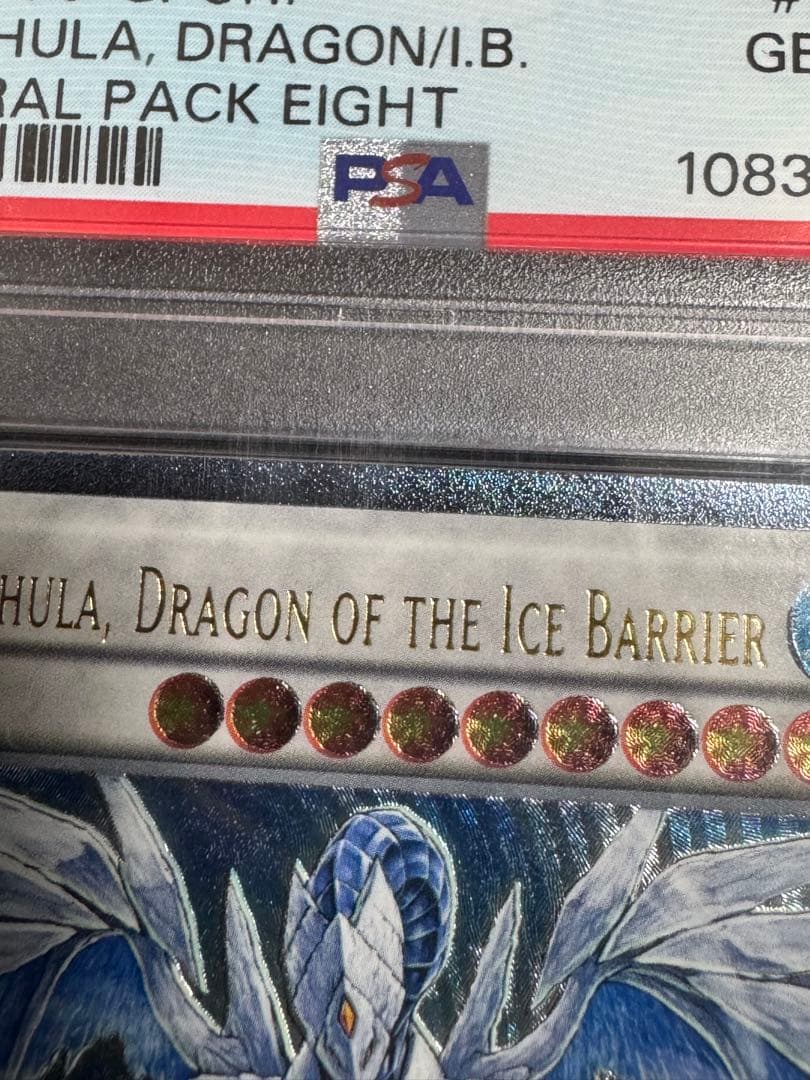 #
HULA, DRAGON/I.B.
GE
RAL PACK EIGHT
PSA
1083
HULA, DRAGON OF THE ICE BARRIER